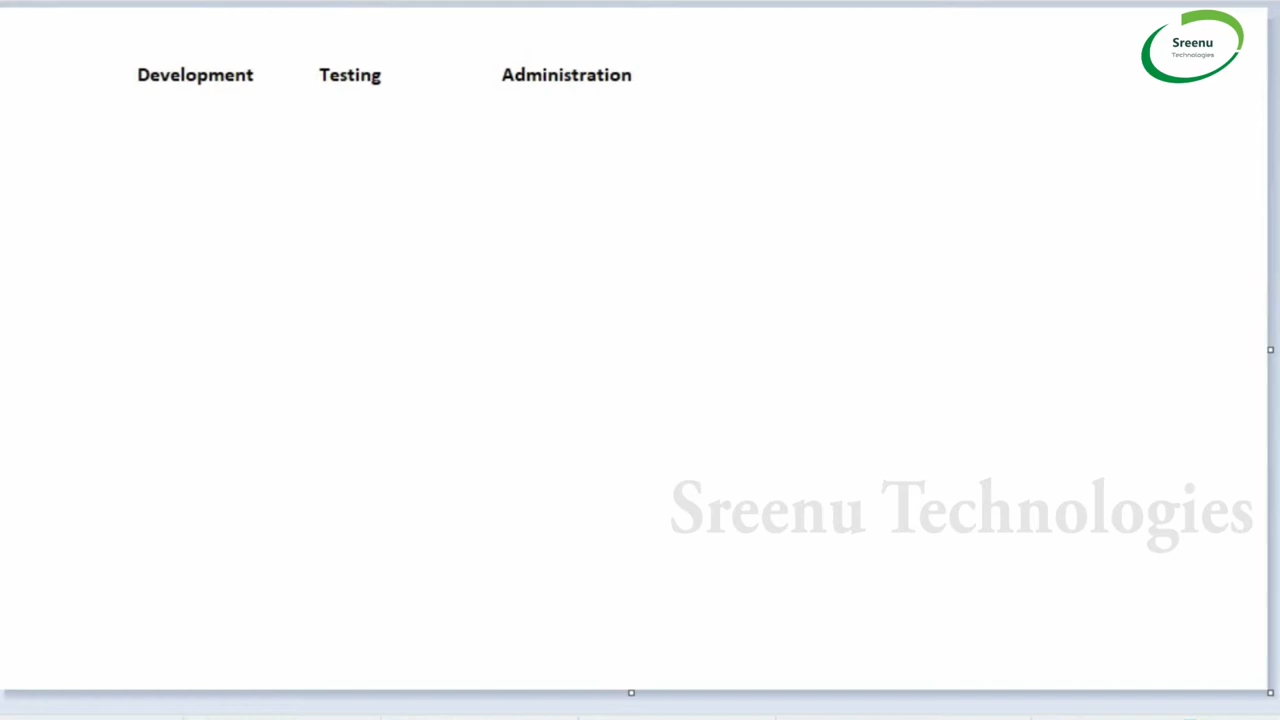 Sreenu
Technologies
Development Testing Administration
Sreenu Technologies